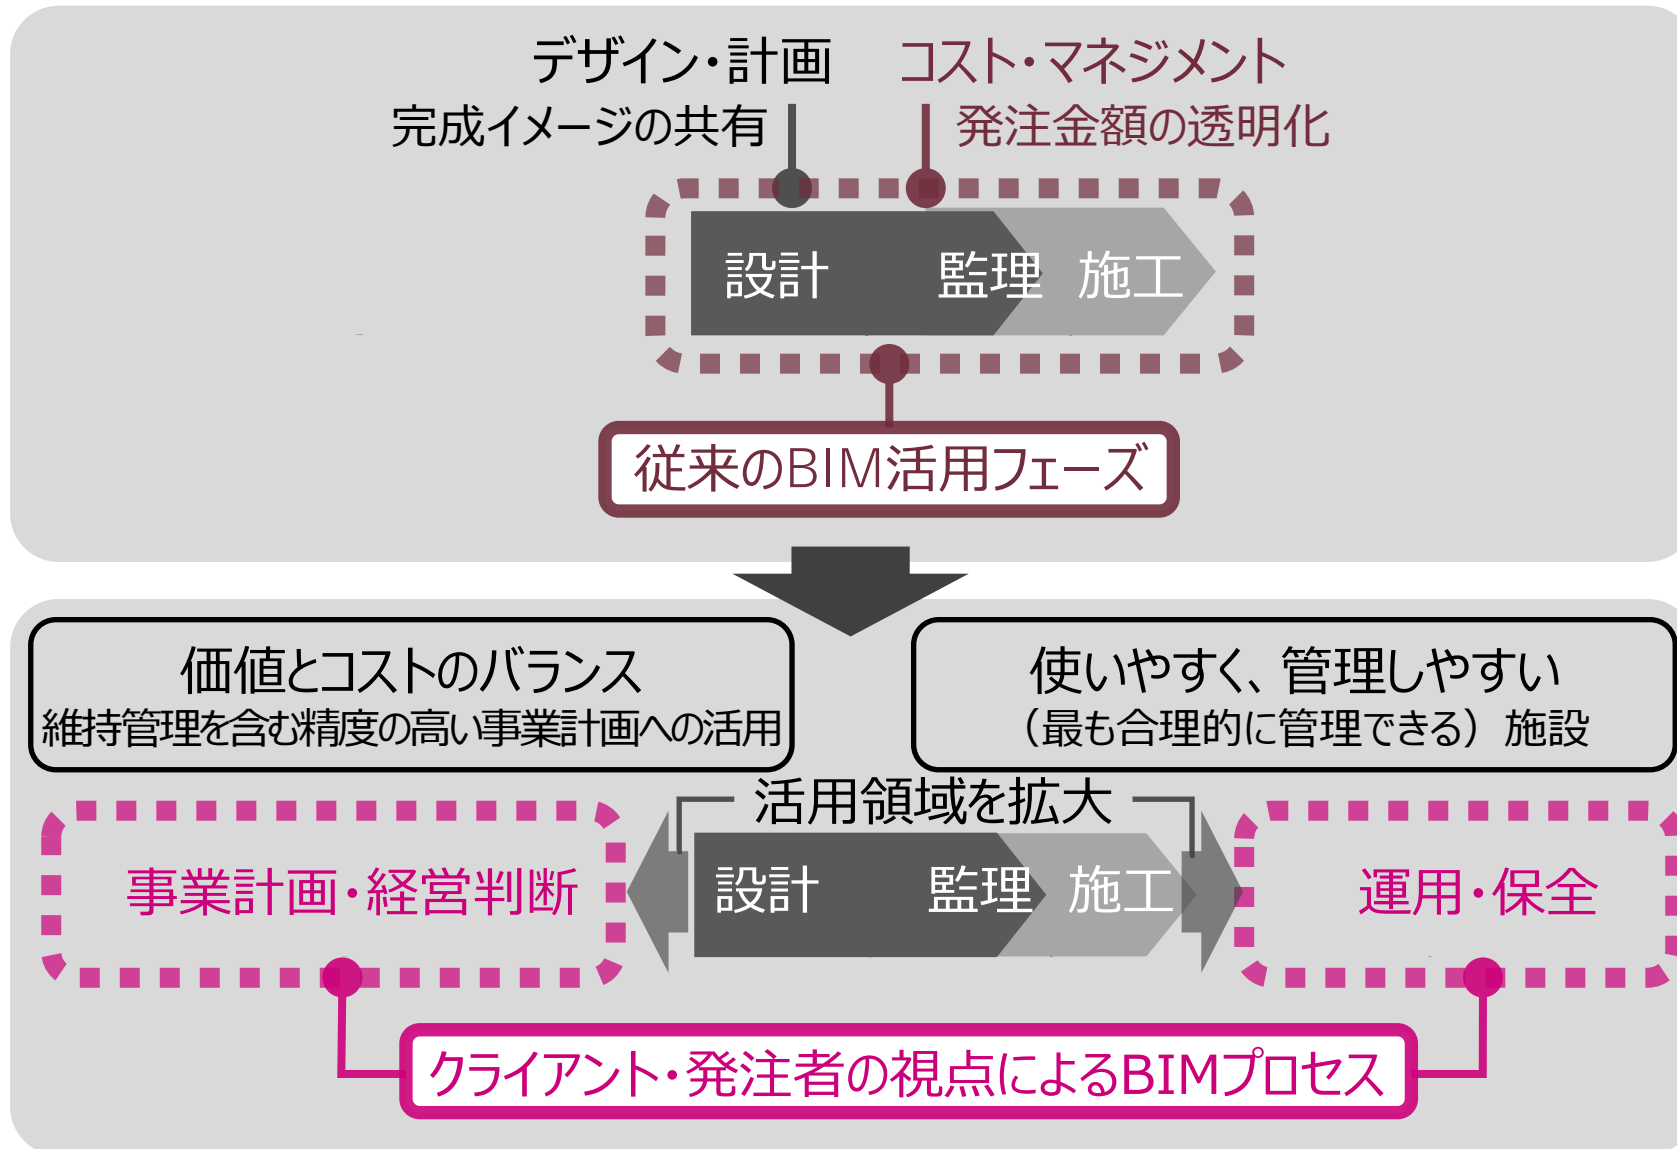 デザイン・計画
完成イメージの共有
コスト・マネジメント
発注金額の透明化
設計 監理 施工
従来のBIM活用フェーズ
価値とコストのバランス
維持管理を含む精度の高い事業計画への活用
使いやすく、管理しやすい
（最も合理的に管理できる）施設
活用領域を拡大
事業計画・経営判断
設計 監理 施工
運用・保全
クライアント・発注者の視点によるBIMプロセス